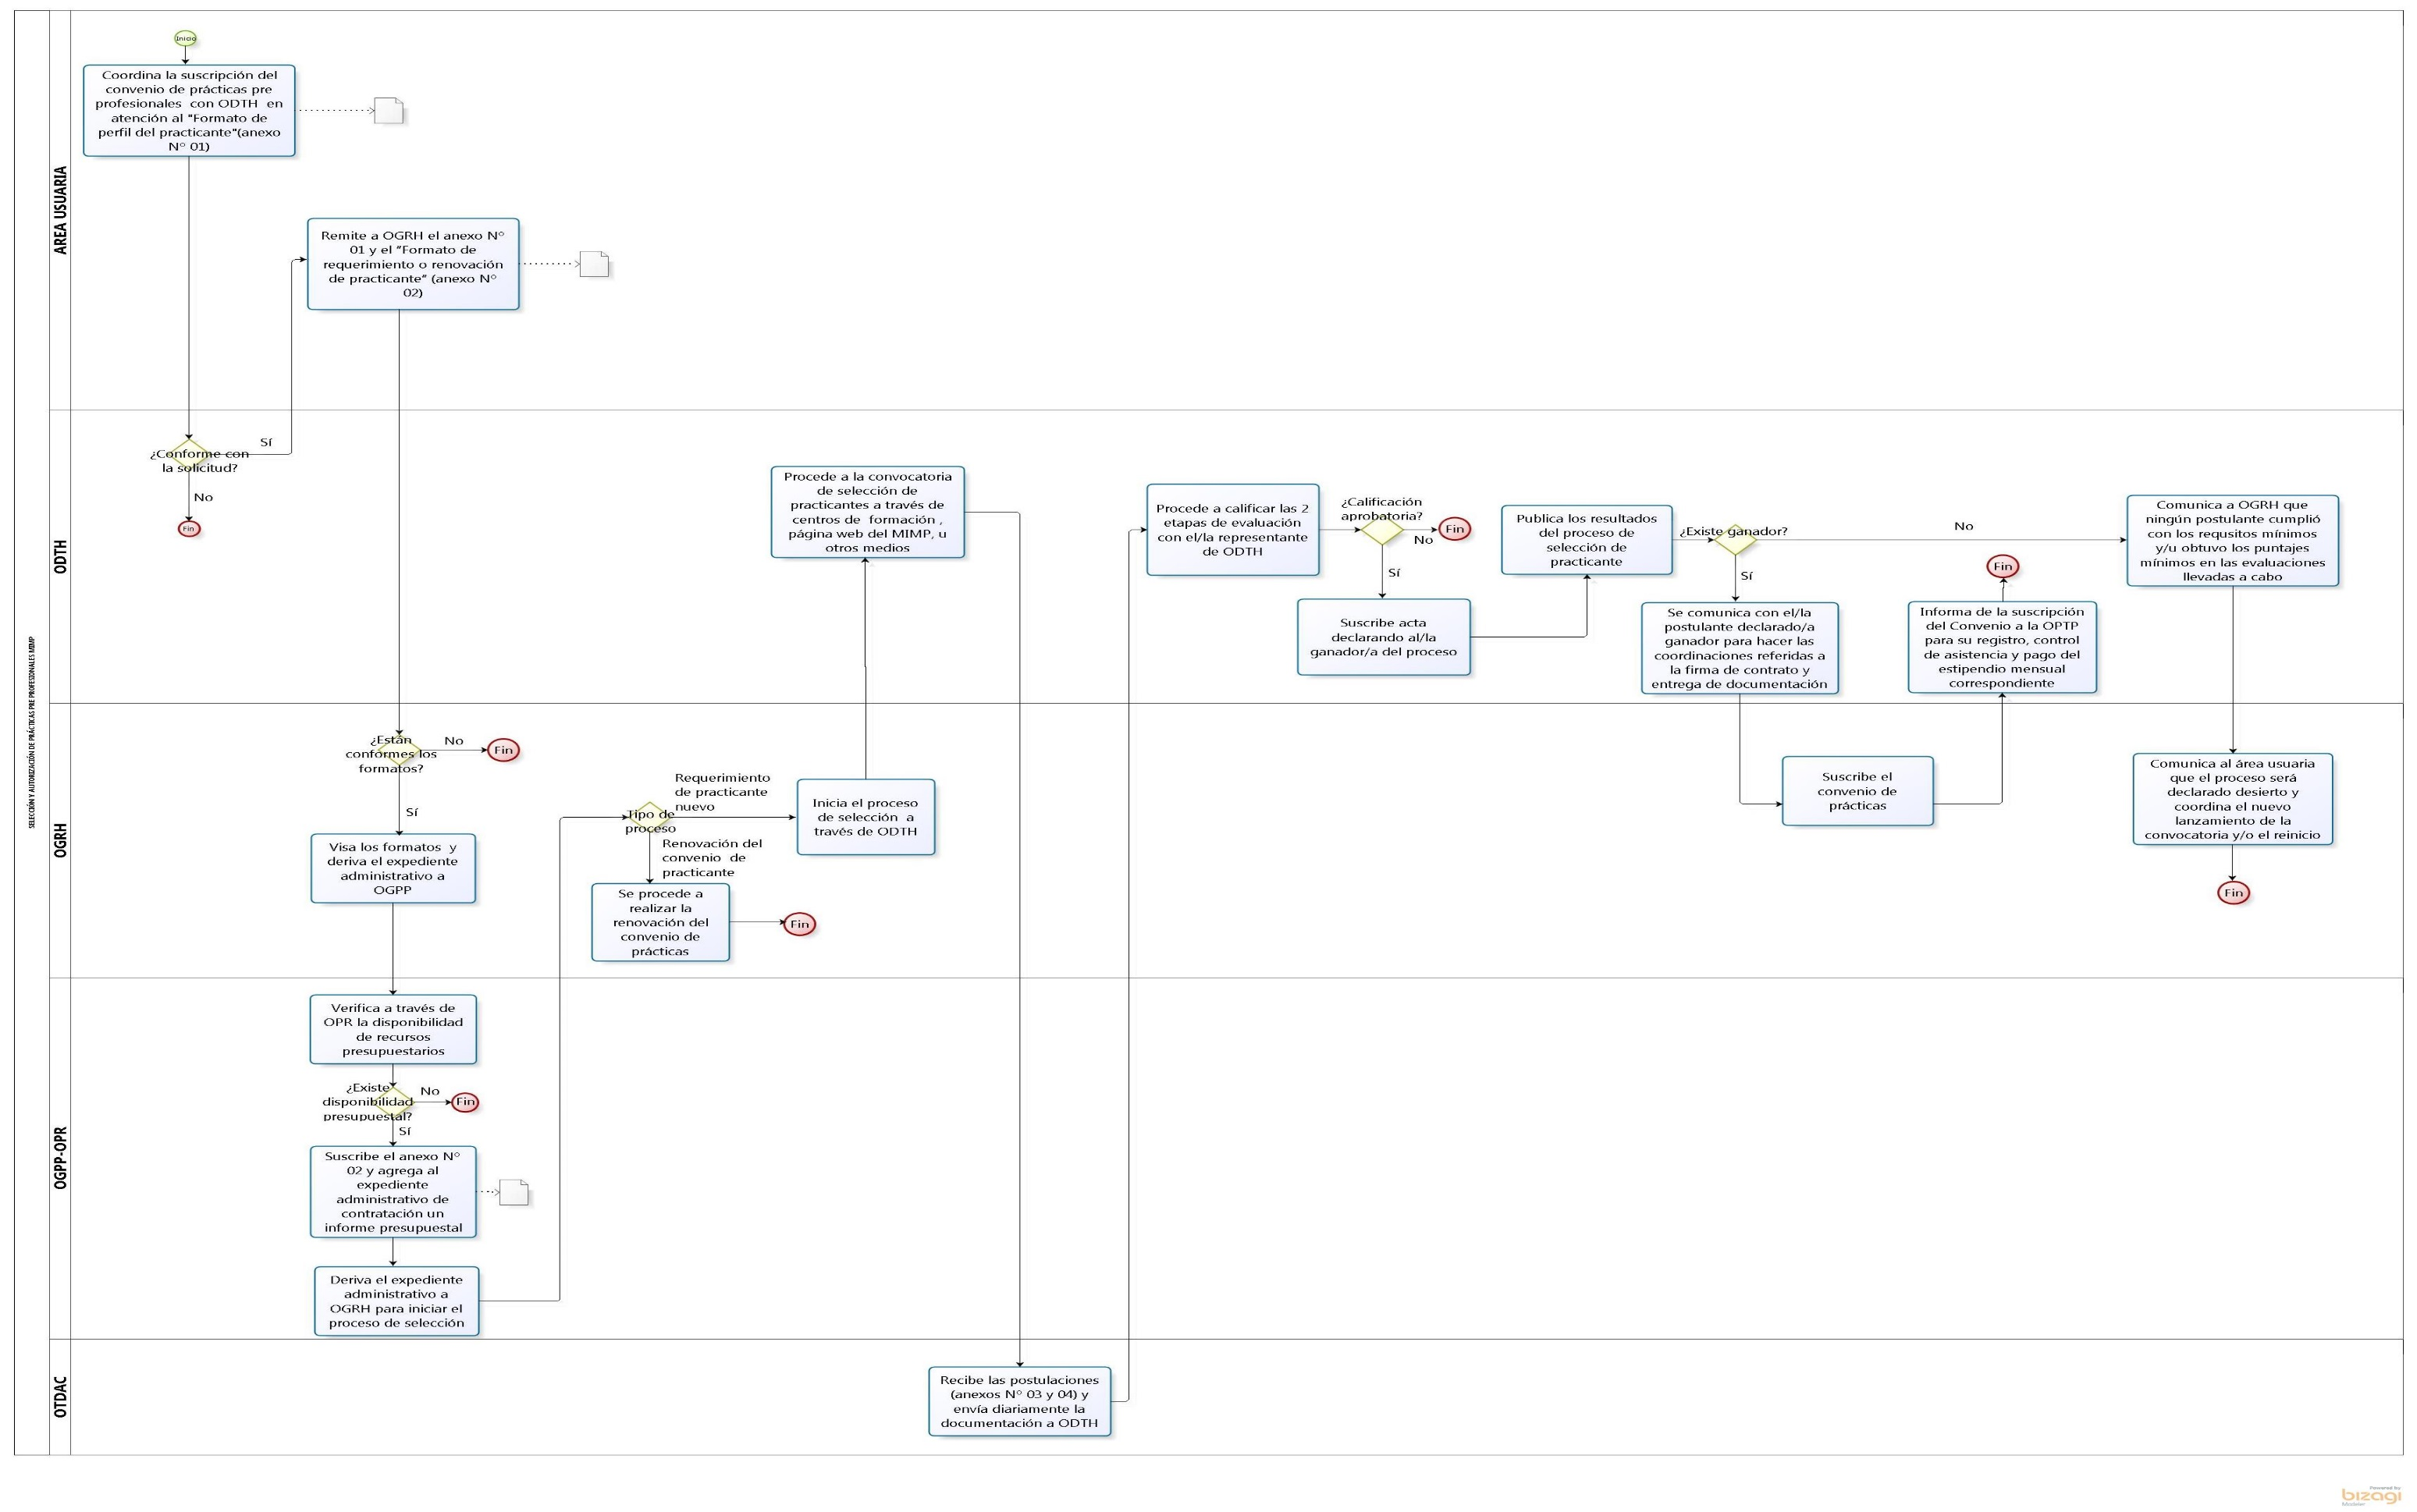 SELECCIÓN Y AUTORIZACIÓN DE PRÁCTICAS PRE PROFESIONALES MIMP
AREA USUARIA
Inicio
Coordina la suscripción del
convenio de prácticas pre
profesionales con ODTH en
atención al "Formato de
perfil del practicante"(anexo
N° 01)
Remite a OGRH el anexo N°
01 y el "Formato de
requerimiento o renovación
de practicante" (anexo N°
02)
ODTH
¿Conforme con
la solicitud?
Sí
No
Fin
Procede a la convocatoria
de selección de
practicantes a través de
centros de formación ,
página web del MIMP, u
otros medios
Procede a calificar las 2
etapas de evaluación
con el/la representante
de ODTH
¿Calificación
aprobatoria?
No
Fin
Sí
Suscribe acta
declarando al/la
ganador/a del proceso
Publica los resultados
del proceso de
selección de
practicante
¿Existe ganador?
No
Sí
Se comunica con el/la
postulante declarado/a
ganador para hacer las
coordinaciones referidas a
la firma de contrato y
entrega de documentación
Fin
Informa de la suscripción
del Convenio a la OPTP
para su registro, control
de asistencia y pago del
estipendio mensual
correspondiente
Comunica a OGRH que
ningún postulante cumplió
con los requsitos mínimos
y/u obtuvo los puntajes
mínimos en las evaluaciones
llevadas a cabo
OGRH
¿Están
conformes los
formatos?
No
Fin
Sí
Visa los formatos y
deriva el expediente
administrativo a
OGPP
Tipo de
proceso
Requerimiento
de practicante
nuevo
Renovación del
convenio de
practicante
Se procede a
realizar la
renovación del
convenio de
prácticas
Fin
Inicia el proceso
de selección a
través de ODTH
Suscribe el
convenio de
prácticas
Comunica al área usuaria
que el proceso será
declarado desierto y
coordina el nuevo
lanzamiento de la
convocatoria y/o el reinicio
Fin
OGPP-OPR
Verifica a través de
OPR la disponibilidad
de recursos
presupuestarios
¿Existe
disponibilidad
presupuestal?
No
Fin
Sí
Suscribe el anexo N°
02 y agrega al
expediente
administrativo de
contratación un
informe presupuestal
Deriva el expediente
administrativo a
OGRH para iniciar el
proceso de selección
OTDAC
Recibe las postulaciones
(anexos N° 03 y 04) y
envía diariamente la
documentación a ODTH
Powered by
bizagi
Modeler